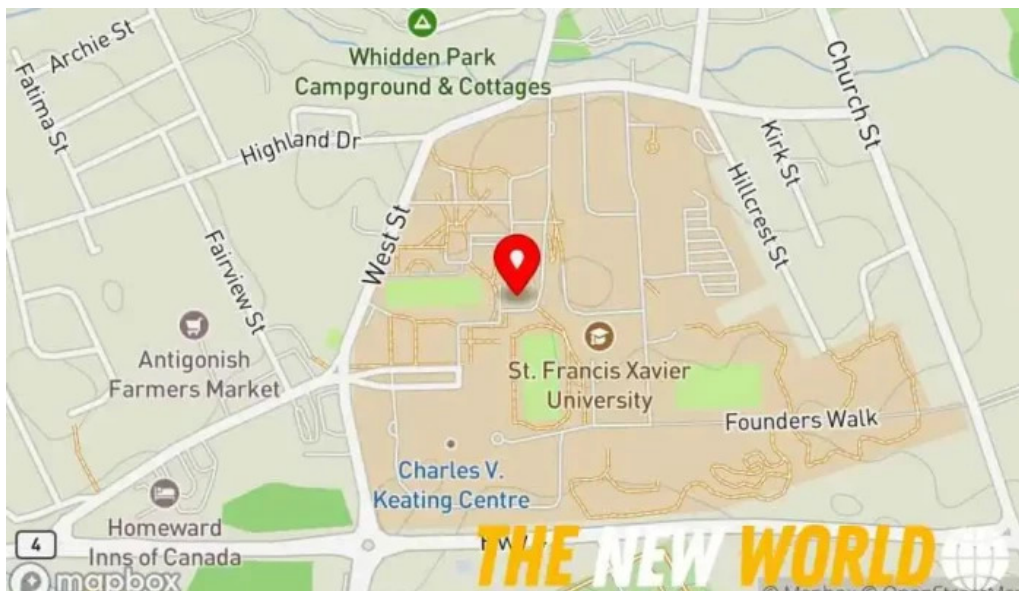 Archie St
Whidden Park
Campground & Cottages
Church St
Fatima St
Highland Dr
Kirk St
Hillcrest St
West St
Fairview St
Antigonish
Farmers Market
St. Francis Xavier
University
Founders Walk
Charles V.
Keating Centre
Homeward
Inns of Canada
4
THE NEW WORLD
mapbox